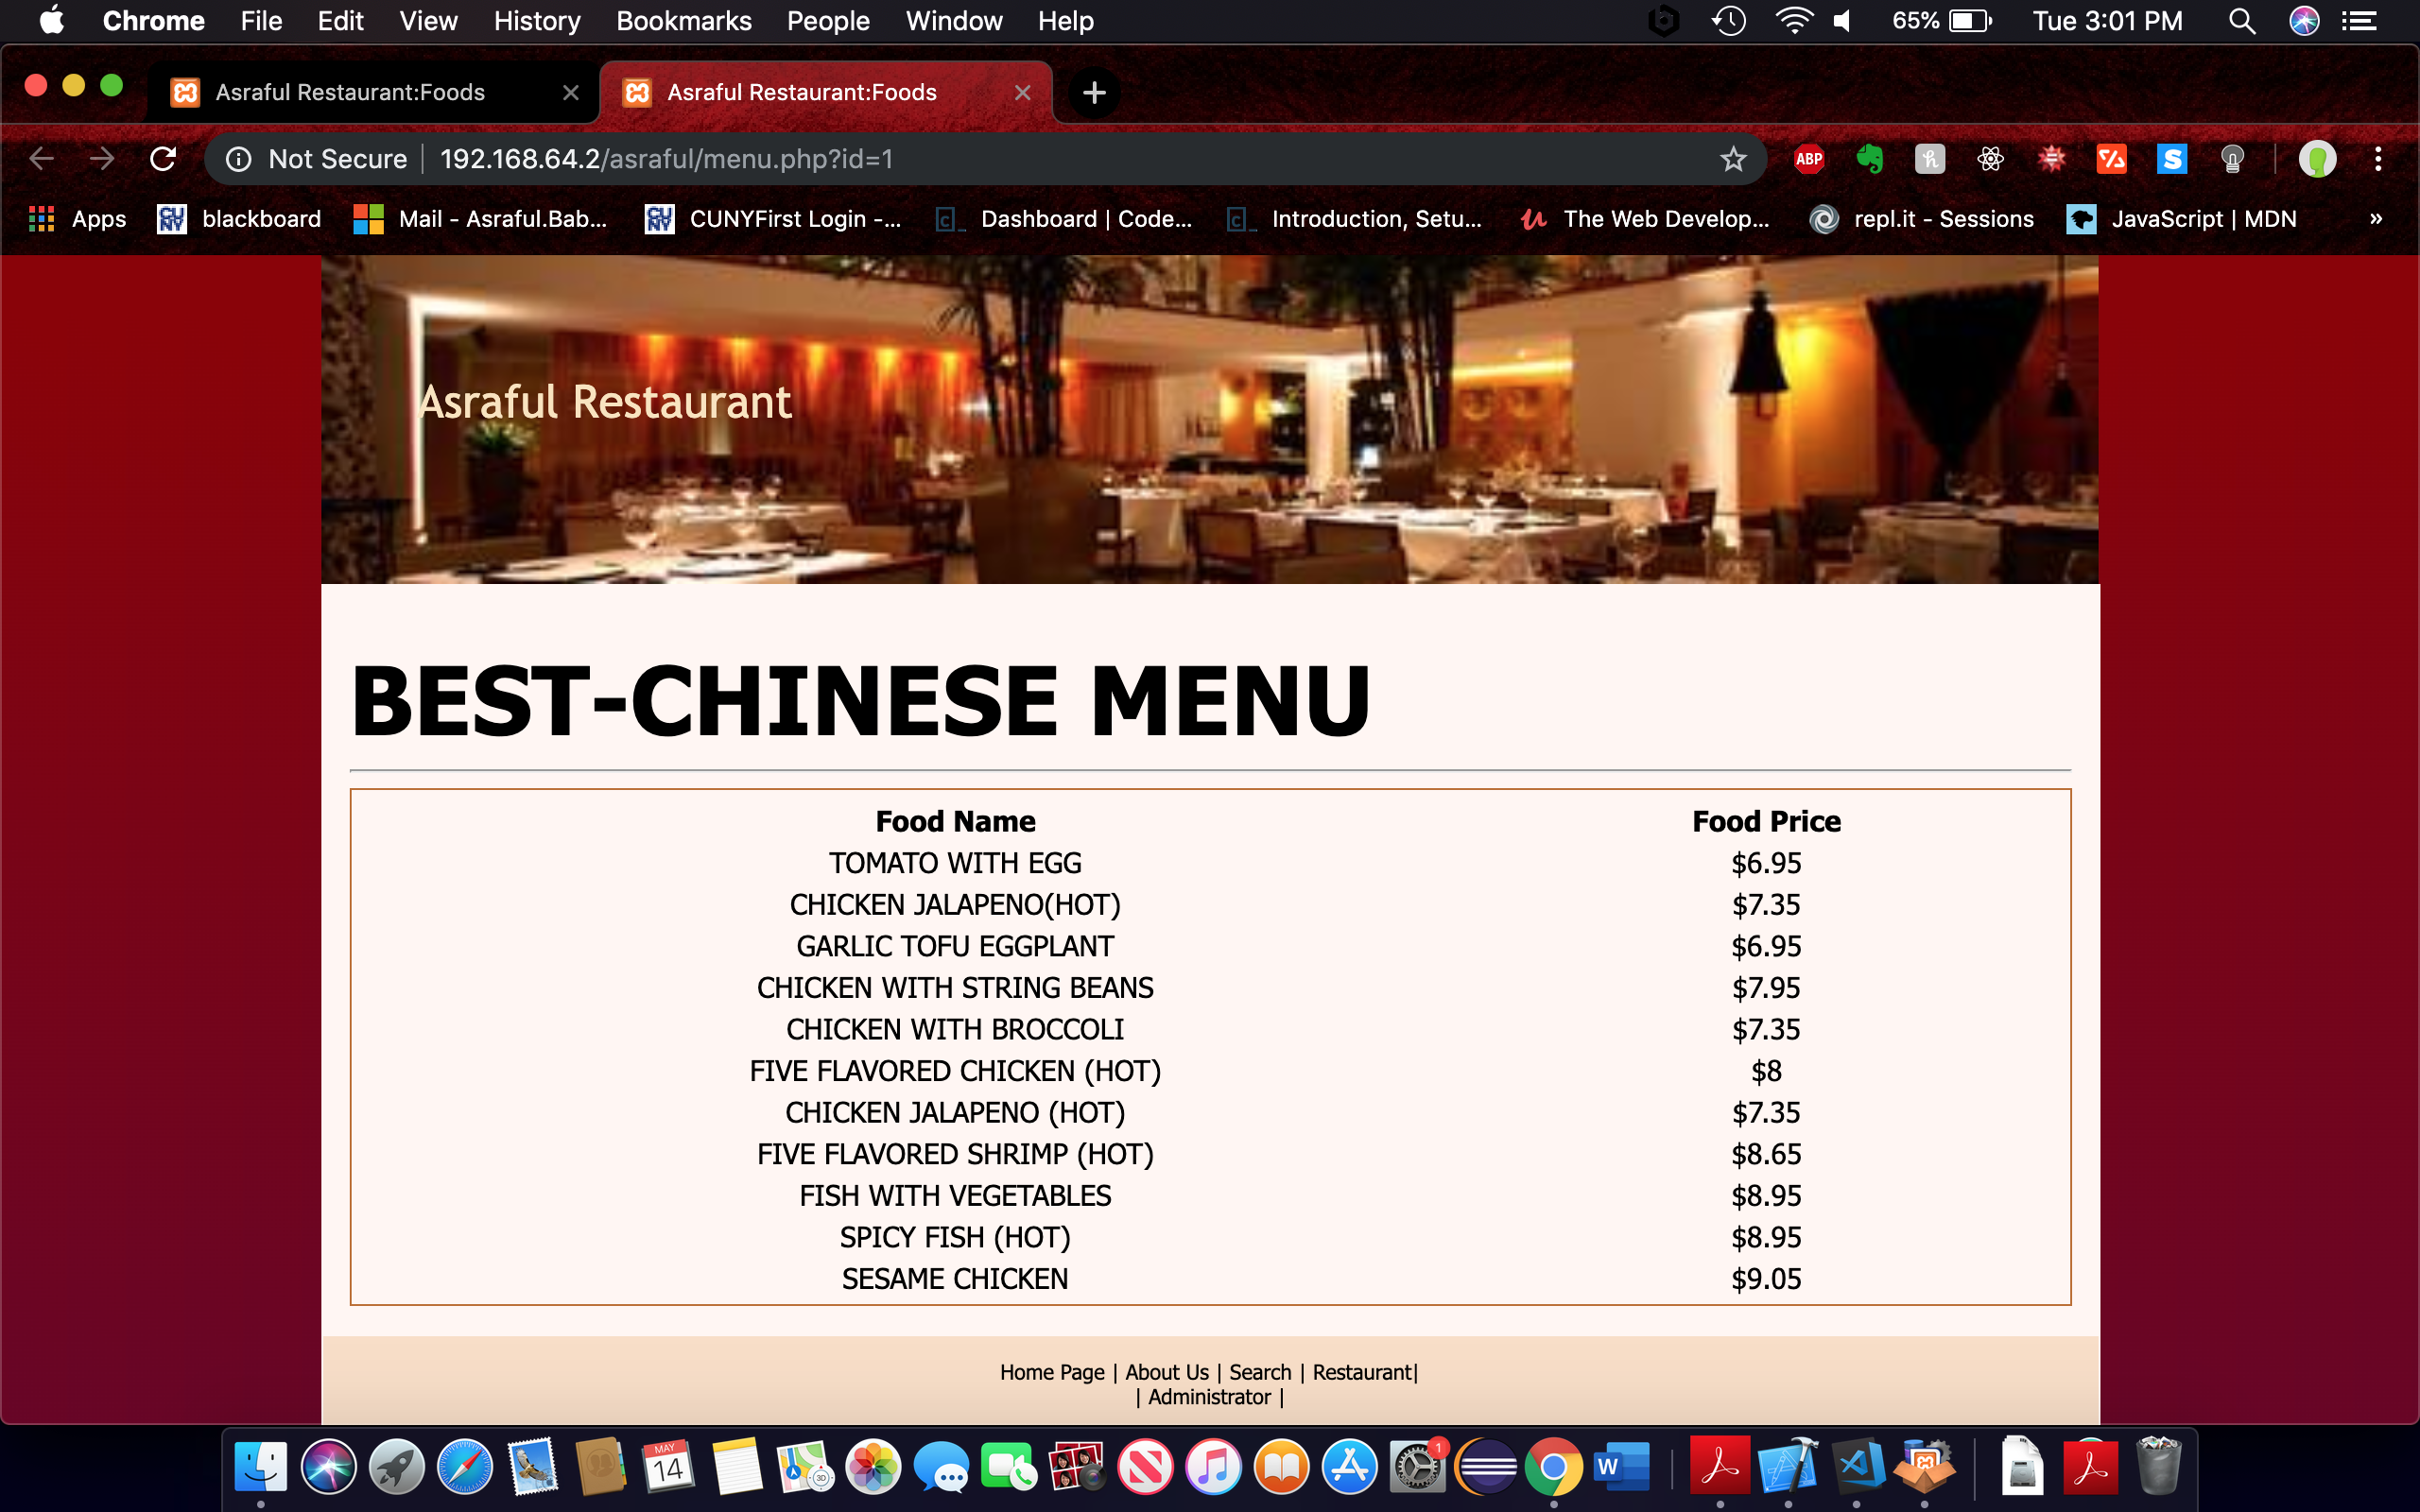 Chrome File Edit View History Bookmarks People Window Help 65% Tue 3:01 PM
Asraful Restaurant:Foods Asraful Restaurant:Foods
Not Secure 192.168.64.2/asraful/menu.php?id=1 ABP
Apps blackboard Mail - Asraful.Bab... CUNYFirst Login -... Dashboard | Code... Introduction, Setu... The Web Develop... repl.it - Sessions JavaScript | MDN »
Asraful Restaurant
BEST-CHINESE MENU
Food Name Food Price
TOMATO WITH EGG $6.95
CHICKEN JALAPENO(HOT) $7.35
GARLIC TOFU EGGPLANT $6.95
CHICKEN WITH STRING BEANS $7.95
CHICKEN WITH BROCCOLI $7.35
FIVE FLAVORED CHICKEN (HOT) $8
CHICKEN JALAPENO (HOT) $7.35
FIVE FLAVORED SHRIMP (HOT) $8.65
FISH WITH VEGETABLES $8.95
SPICY FISH (HOT) $8.95
SESAME CHICKEN $9.05
Home Page | About Us | Search | Restaurant|
| Administrator |
MAY
14
3D
1
W